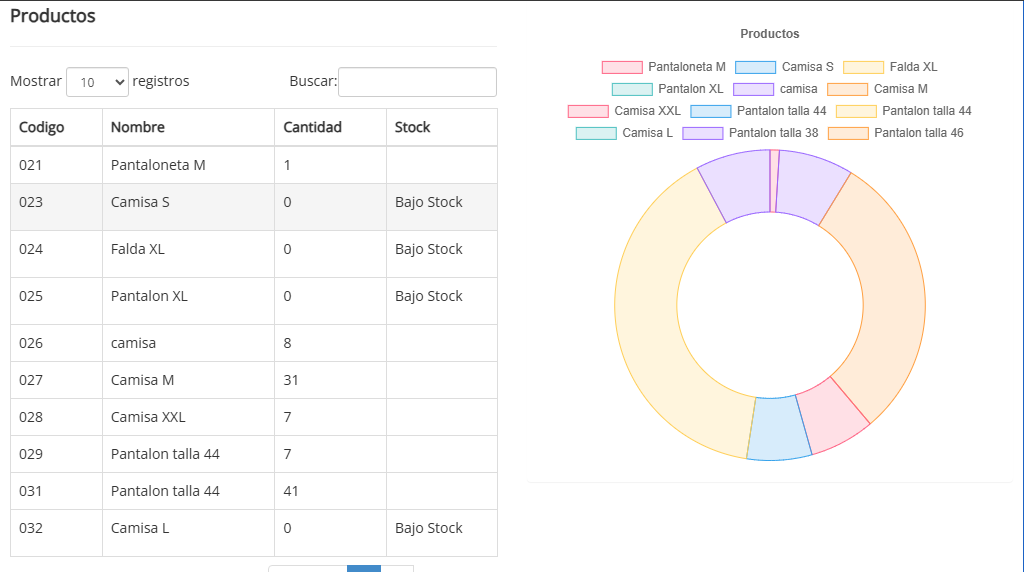 Productos
Mostrar 10 registros Buscar:
Codigo Nombre Cantidad Stock
021 Pantaloneta M 1
023 Camisa S 0 Bajo Stock
024 Falda XL 0 Bajo Stock
025 Pantalon XL 0 Bajo Stock
026 camisa 8
027 Camisa M 31
028 Camisa XXL 7
029 Pantalon talla 44 7
031 Pantalon talla 44 41
032 Camisa L 0 Bajo Stock
Productos
Pantaloneta M Camisa S Falda XL
Pantalon XL camisa Camisa M
Camisa XXL Pantalon talla 44 Pantalon talla 44
Camisa L Pantalon talla 38 Pantalon talla 46